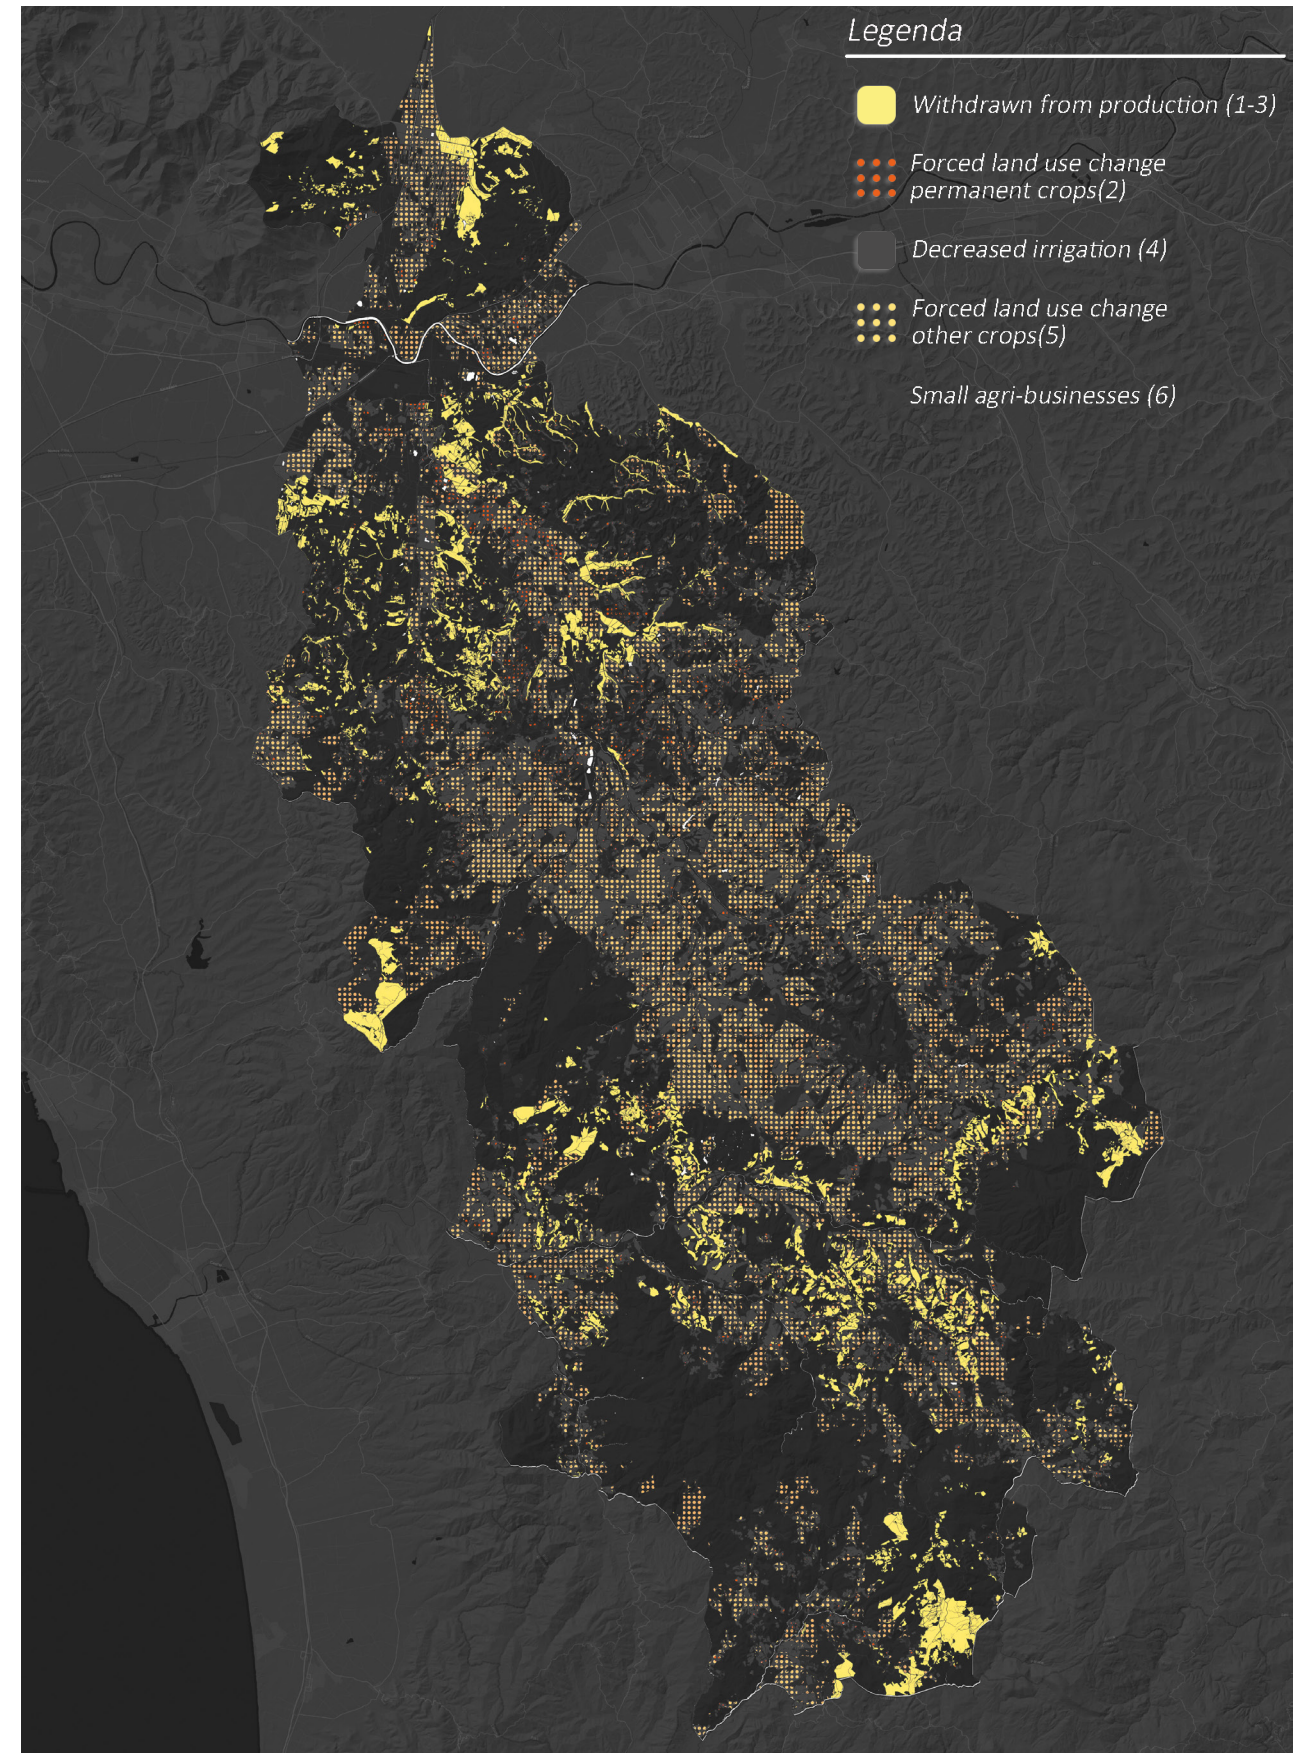 Legenda
Withdrawn from production (1-3)
Forced land use change
permanent crops(2)
Decreased irrigation (4)
Forced land use change
other crops(5)
Small agri-businesses (6)